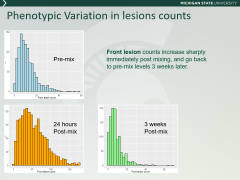 MICHIGAN STATE UNIVERSITY
Phenotypic Variation in lesions counts
Pre-mix
Front lesion counts increase sharply
immediately post mixing, and go back
to pre-mix levels 3 weeks later.
24 hours
Post-mix
3 weeks
Post-mix